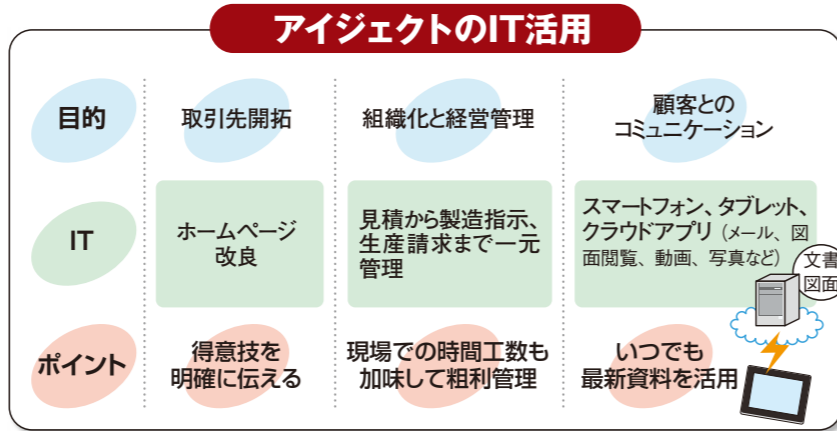 アイジェクトのIT活用
目的
取引先開拓
組織化と経営管理
顧客との
コミュニケーション
IT
ホームページ
改良
見積から製造指示、
生産請求まで一元
管理
スマートフォン、タブレット、
クラウドアプリ（メール、図
面閲覧、動画、写真など）
文書
図面
ポイント
得意技を
明確に伝える
現場での時間工数も
加味して粗利管理
いつでも
最新資料を活用